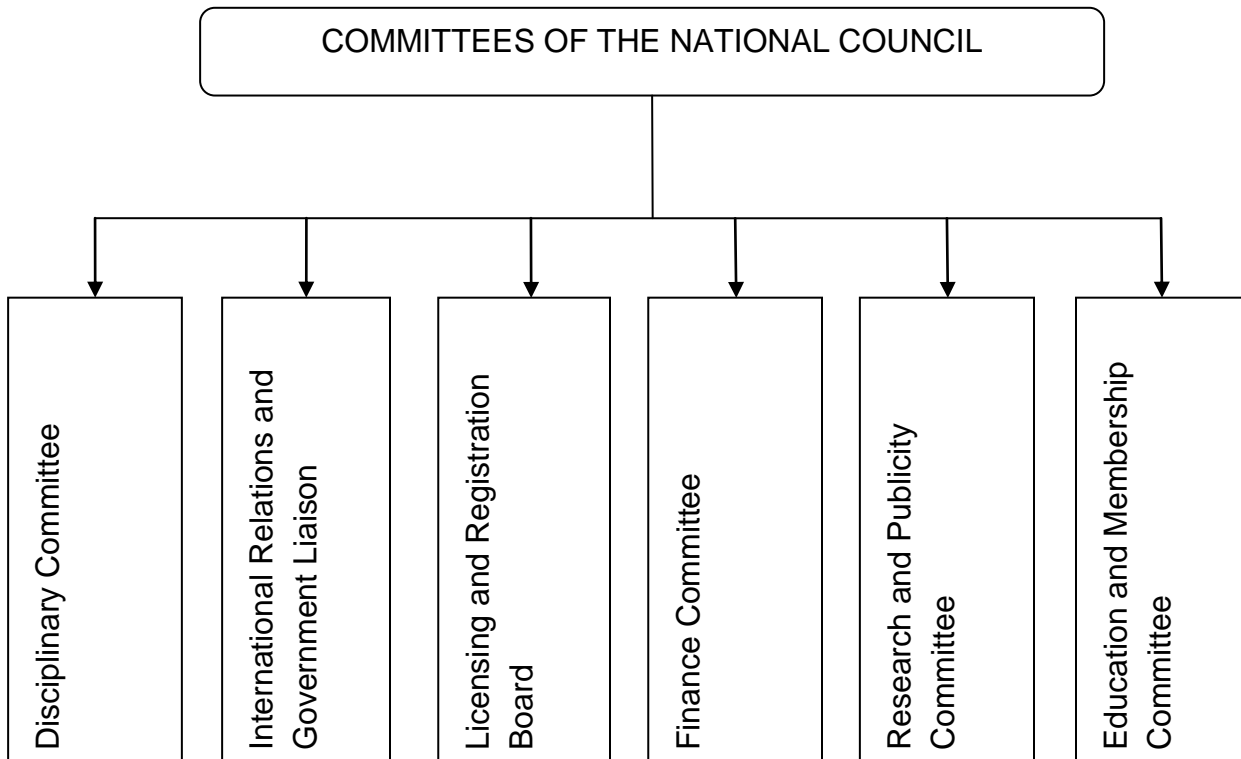 COMMITTEES OF THE NATIONAL COUNCIL
Disciplinary Committee
International Relations and
Government Liaison
Licensing and Registration
Board
Finance Committee
Research and Publicity
Committee
Education and Membership
Committee